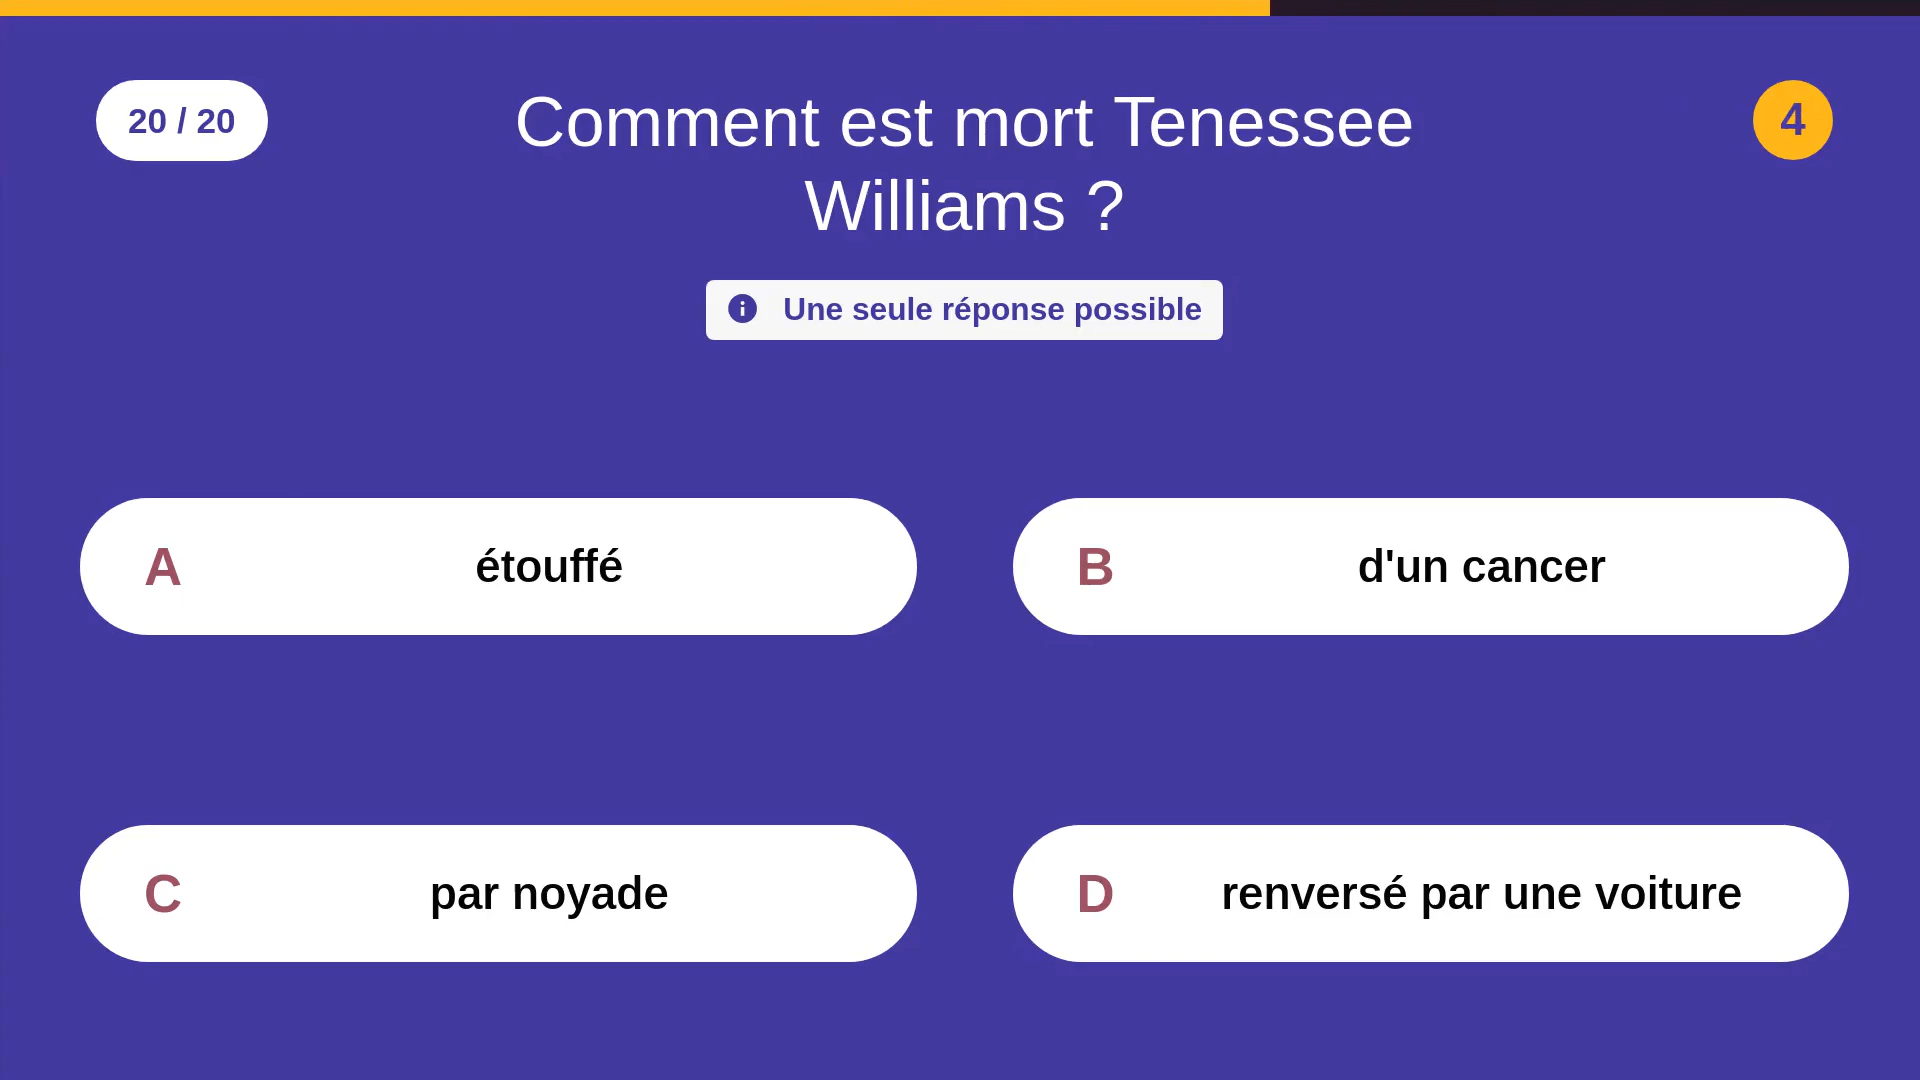 20 / 20
Comment est mort Tenessee
Williams ?
4
Une seule réponse possible
A
étouffé
B
d'un cancer
C
par noyade
D
renversé par une voiture